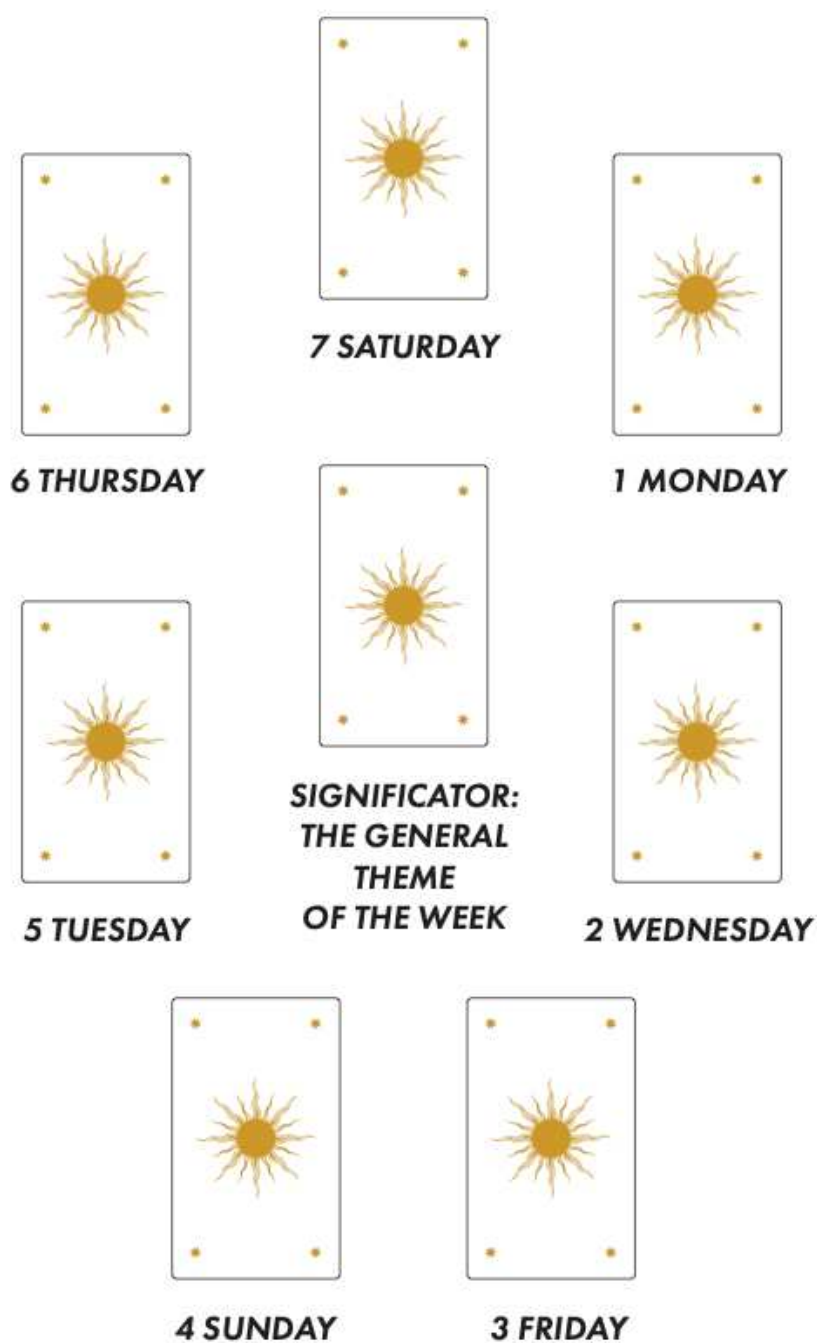 7 SATURDAY
6 THURSDAY
1 MONDAY
SIGNIFICATOR:
THE GENERAL
THEME
OF THE WEEK
5 TUESDAY
2 WEDNESDAY
4 SUNDAY
3 FRIDAY